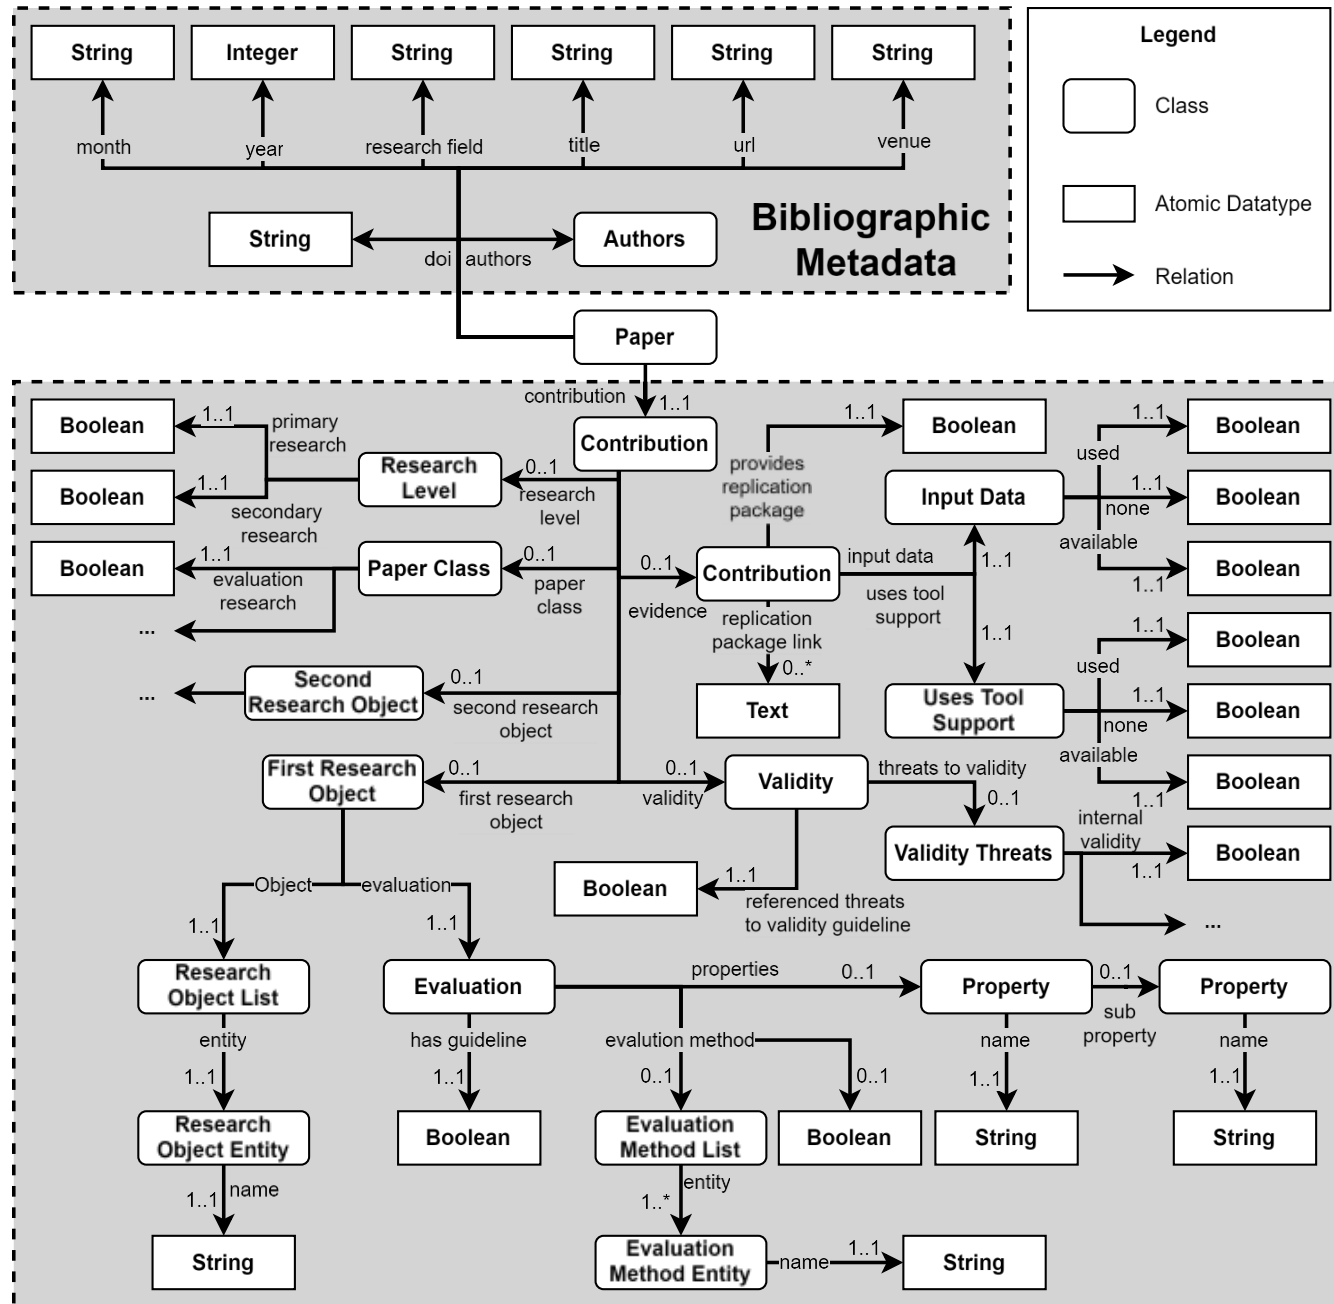 String
Integer
String
String
String
String
month
year
research field
title
url
venue
String
doi
authors
Authors
Bibliographic
Metadata
Legend
Class
Atomic Datatype
Relation
Paper
contribution
1..1
Contribution
Boolean
1..1
primary
research
Boolean
1..1
secondary
research
Research
Level
0..1
research
level
Boolean
1..1
evaluation
research
...
Paper Class
0..1
paper
class
0..1
evidence
Contribution
provides
replication
package
1..1
Boolean
replication
package link
0..*
Text
input data
1..1
Input Data
used
1..1
Boolean
none
1..1
Boolean
available
1..1
Boolean
uses tool
support
1..1
Uses Tool
Support
used
1..1
Boolean
none
1..1
Boolean
available
1..1
Boolean
...
Second
Research Object
0..1
second research
object
First Research
Object
0..1
first research
object
0..1
validity
Validity
threats to validity
0..1
Validity Threats
internal
validity
1..1
Boolean
...
Boolean
1..1
referenced threats
to validity guideline
Object
evaluation
1..1
1..1
Research
Object List
entity
1..1
Research
Object Entity
name
1..1
String
Evaluation
has guideline
1..1
Boolean
properties
0..1
evalution method
0..1
0..1
Evaluation
Method List
Boolean
entity
1..*
Evaluation
Method Entity
name
1..1
String
Property
name
1..1
String
0..1
sub
property
Property
name
1..1
String